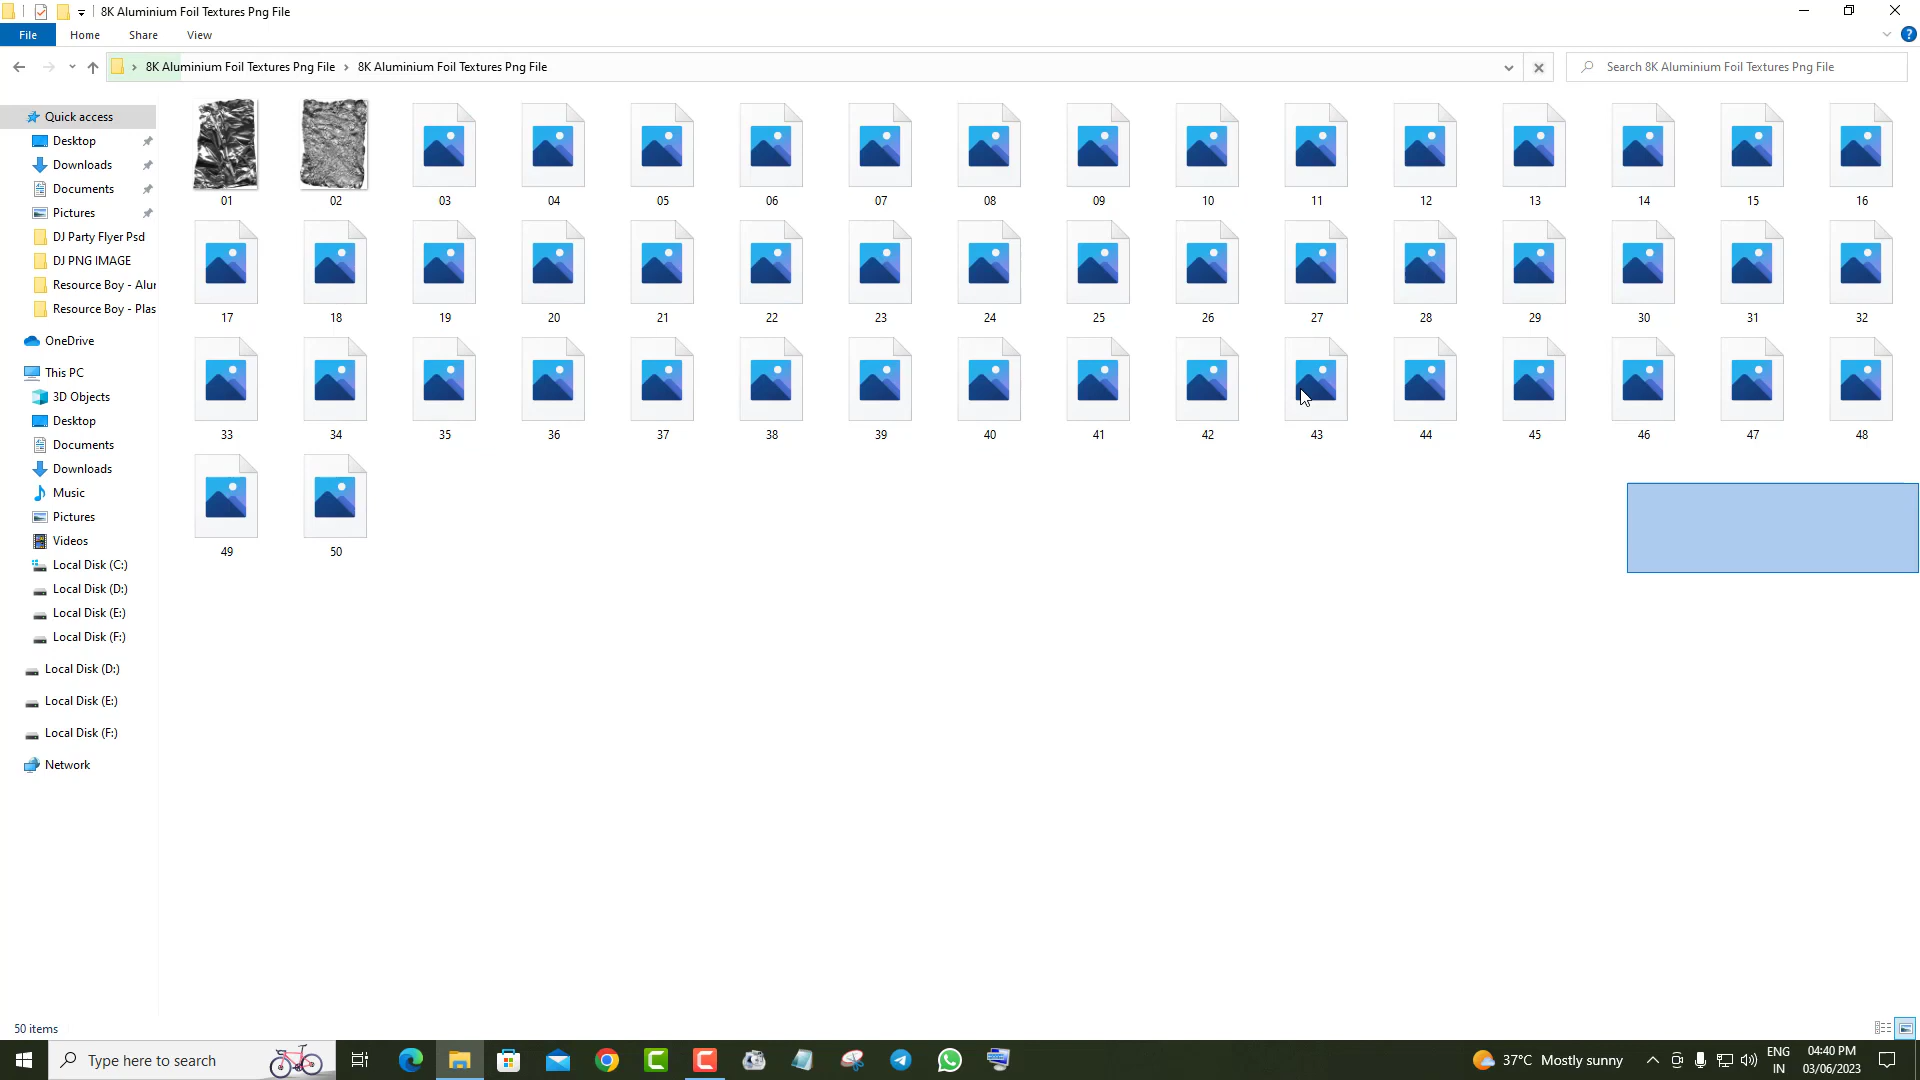 8K Aluminium Foil Textures Png File
File Home Share View
8K Aluminium Foil Textures Png File 8K Aluminium Foil Textures Png File Search 8K Aluminium Foil Textures Png File
Quick access
Desktop
Downloads
Documents
Pictures
DJ Party Flyer Psd
DJ PNG IMAGE
Resource Boy - Alur
Resource Boy - Plas
OneDrive
This PC
3D Objects
Desktop
Documents
Downloads
Music
Pictures
Videos
Local Disk (C:)
Local Disk (D:)
Local Disk (E:)
Local Disk (F:)
Local Disk (D:)
Local Disk (E:)
Local Disk (F:)
Network
01 02 03 04 05 06 07 08 09 10 11 12 13 14 15 16
17 18 19 20 21 22 23 24 25 26 27 28 29 30 31 32
33 34 35 36 37 38 39 40 41 42 43 44 45 46 47 48
49 50
50 items
Type here to search
37°C Mostly sunny
ENG
IN
04:40 PM
03/06/2023